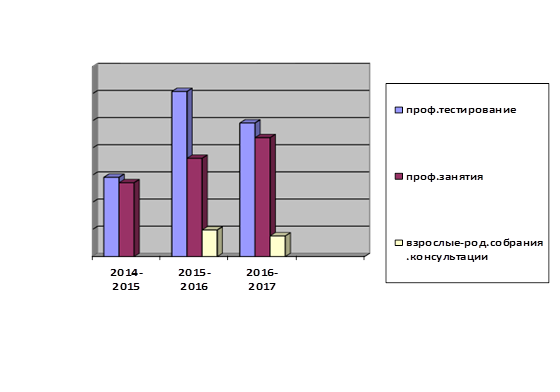 проф.тестирование
проф.занятия
взрослые-род.собрания
.консультации
2014-
2015
2015-
2016
2016-
2017